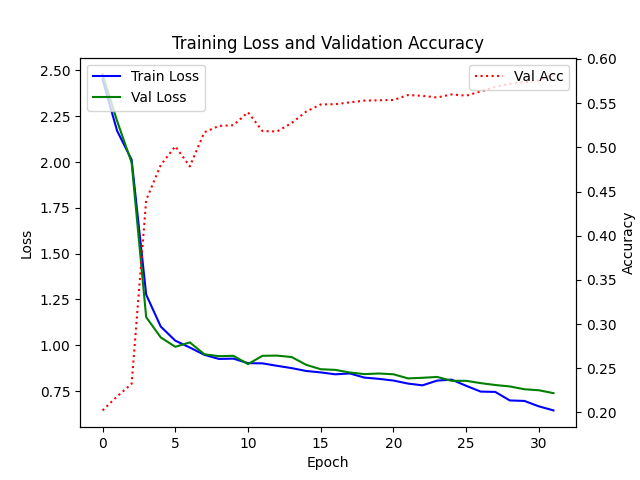 Training Loss and Validation Accuracy
Train Loss
Val Loss
Val Acc
Loss
2.50
2.25
2.00
1.75
1.50
1.25
1.00
0.75
0.60
0.55
0.50
0.45
0.40
0.35
0.30
0.25
0.20
Accuracy
0 5 10 15 20 25 30
Epoch